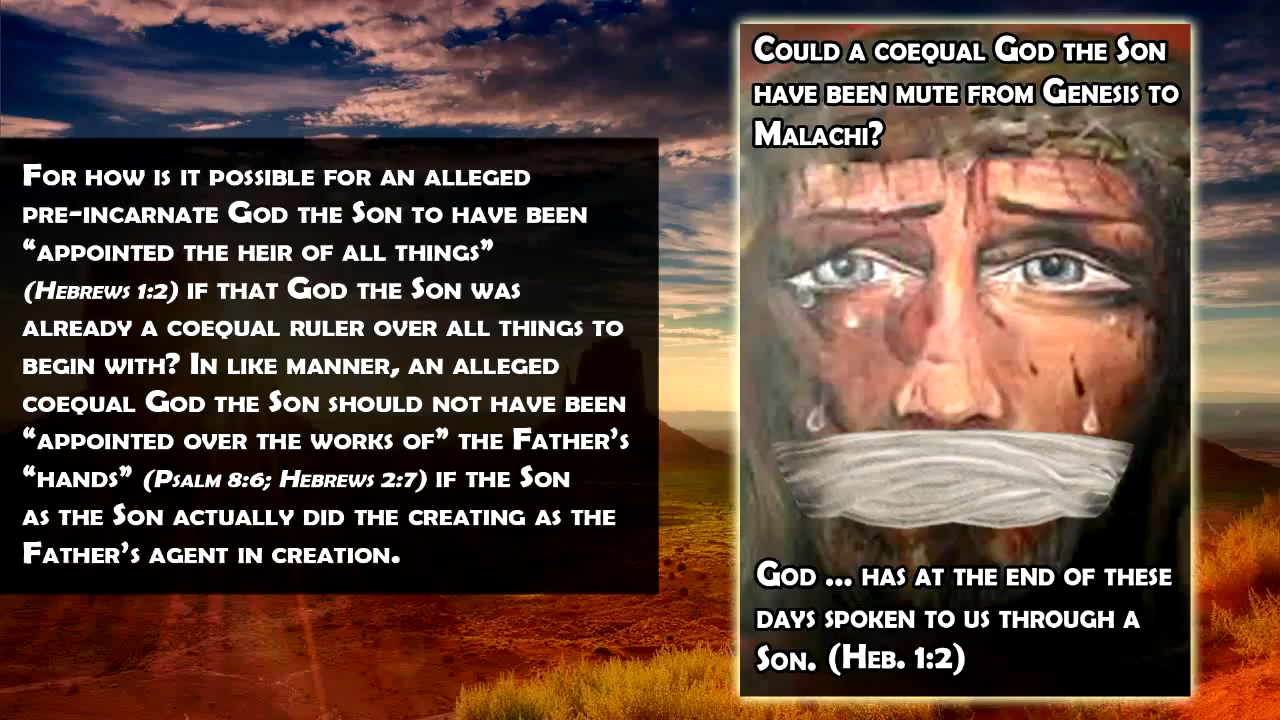 For how is it possible for an alleged
pre-incarnate God the Son to have been
“appointed the heir of all things”
(Hebrews 1:2) if that God the Son was
already a coequal ruler over all things to
begin with? In like manner, an alleged
coequal God the Son should not have been
“appointed over the works of” the Father’s
“hands” (Psalm 8:6; Hebrews 2:7) if the Son
as the Son actually did the creating as the
Father’s agent in creation.
Could a coequal God the Son
have been mute from Genesis to
Malachi?
God ... has at the end of these
days spoken to us through a
Son. (Heb. 1:2)